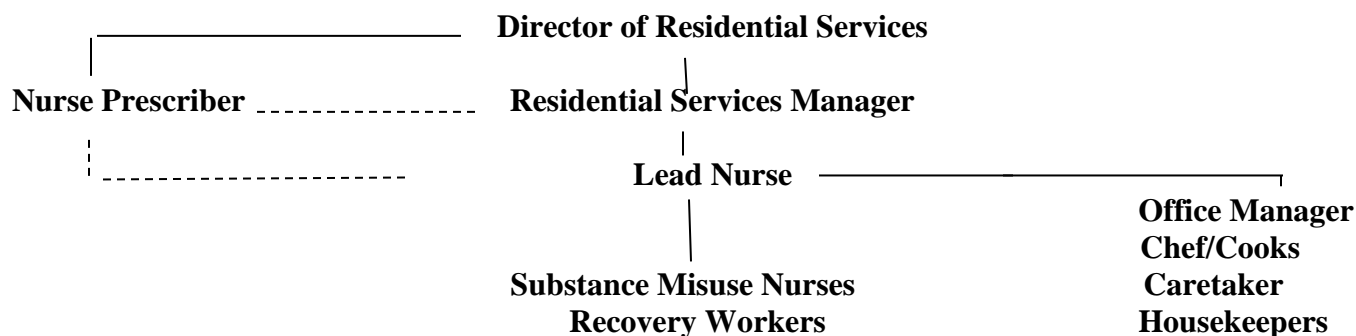 Director of Residential Services
Nurse Prescriber
Residential Services Manager
Lead Nurse
Office Manager
Chef/Cooks
Substance Misuse Nurses
Caretaker
Recovery Workers
Housekeepers